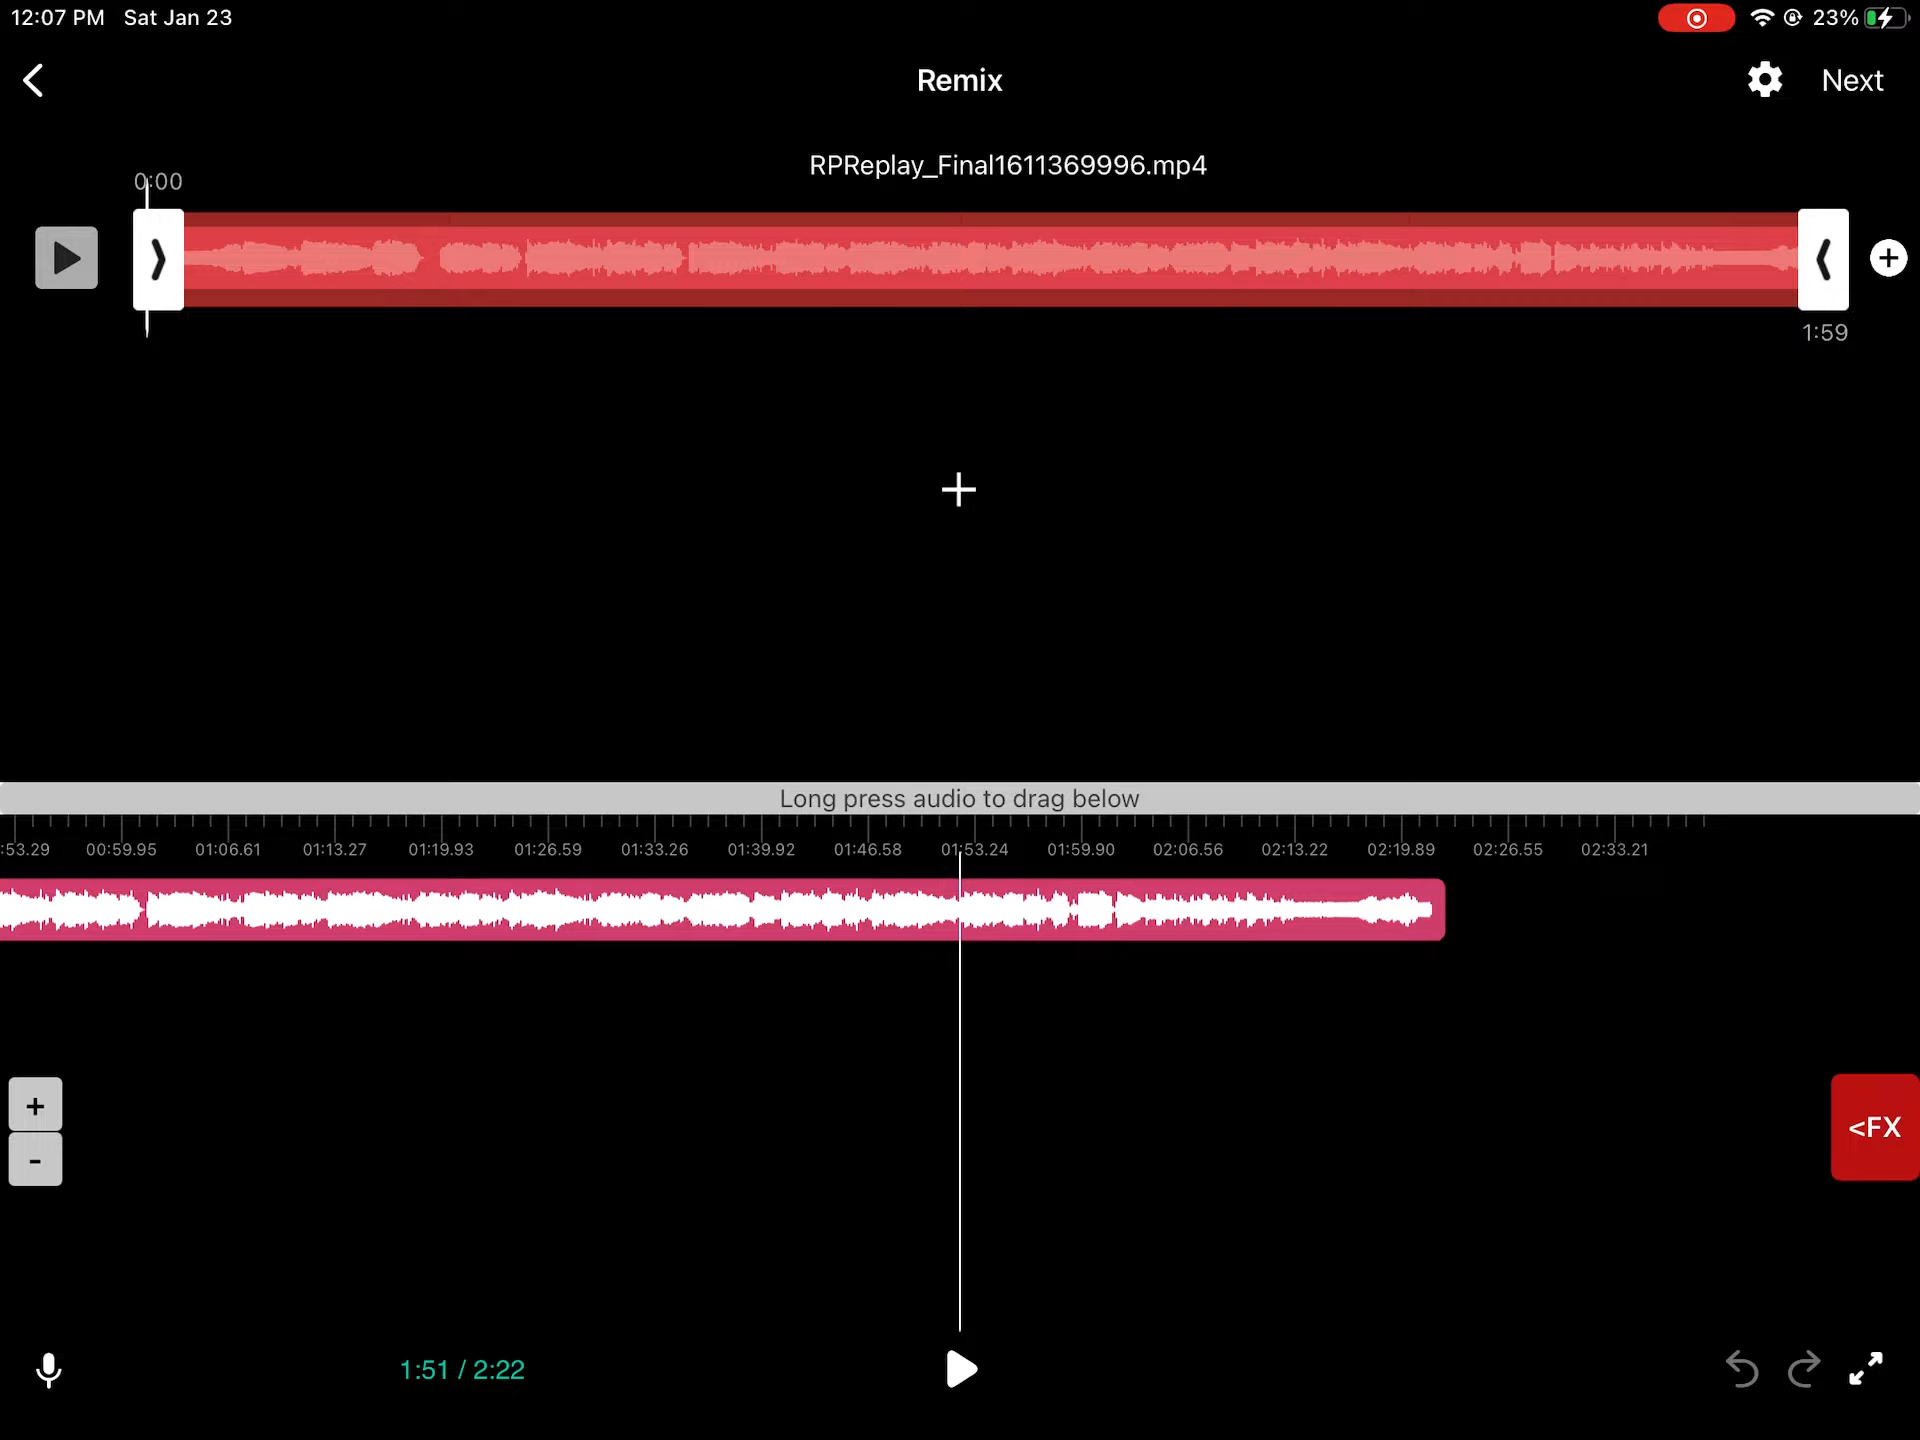 12:07 PM Sat Jan 23
23%
Remix
Next
RPReplay_Final1611369996.mp4
0:00
1:59
Long press audio to drag below
:53.29 00:59.95 01:06.61 01:13.27 01:19.93 01:26.59 01:33.26 01:39.92 01:46.58 01:53.24 01:59.90 02:06.56 02:13.22 02:19.89 02:26.55 02:33.21
+
-
<FX
1:51 / 2:22